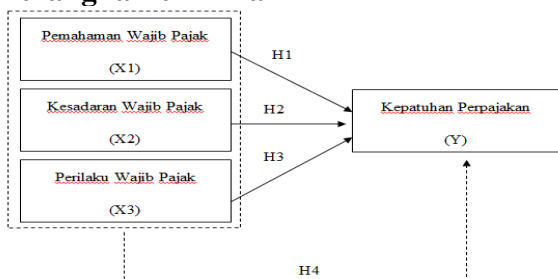 Pemahaman Wajib Pajak
(X1)
H1
Kesadaran Wajib Pajak
(X2)
H2
Kepatuhan Perpajakan
(Y)
H3
Perilaku Wajib Pajak
(X3)
H4